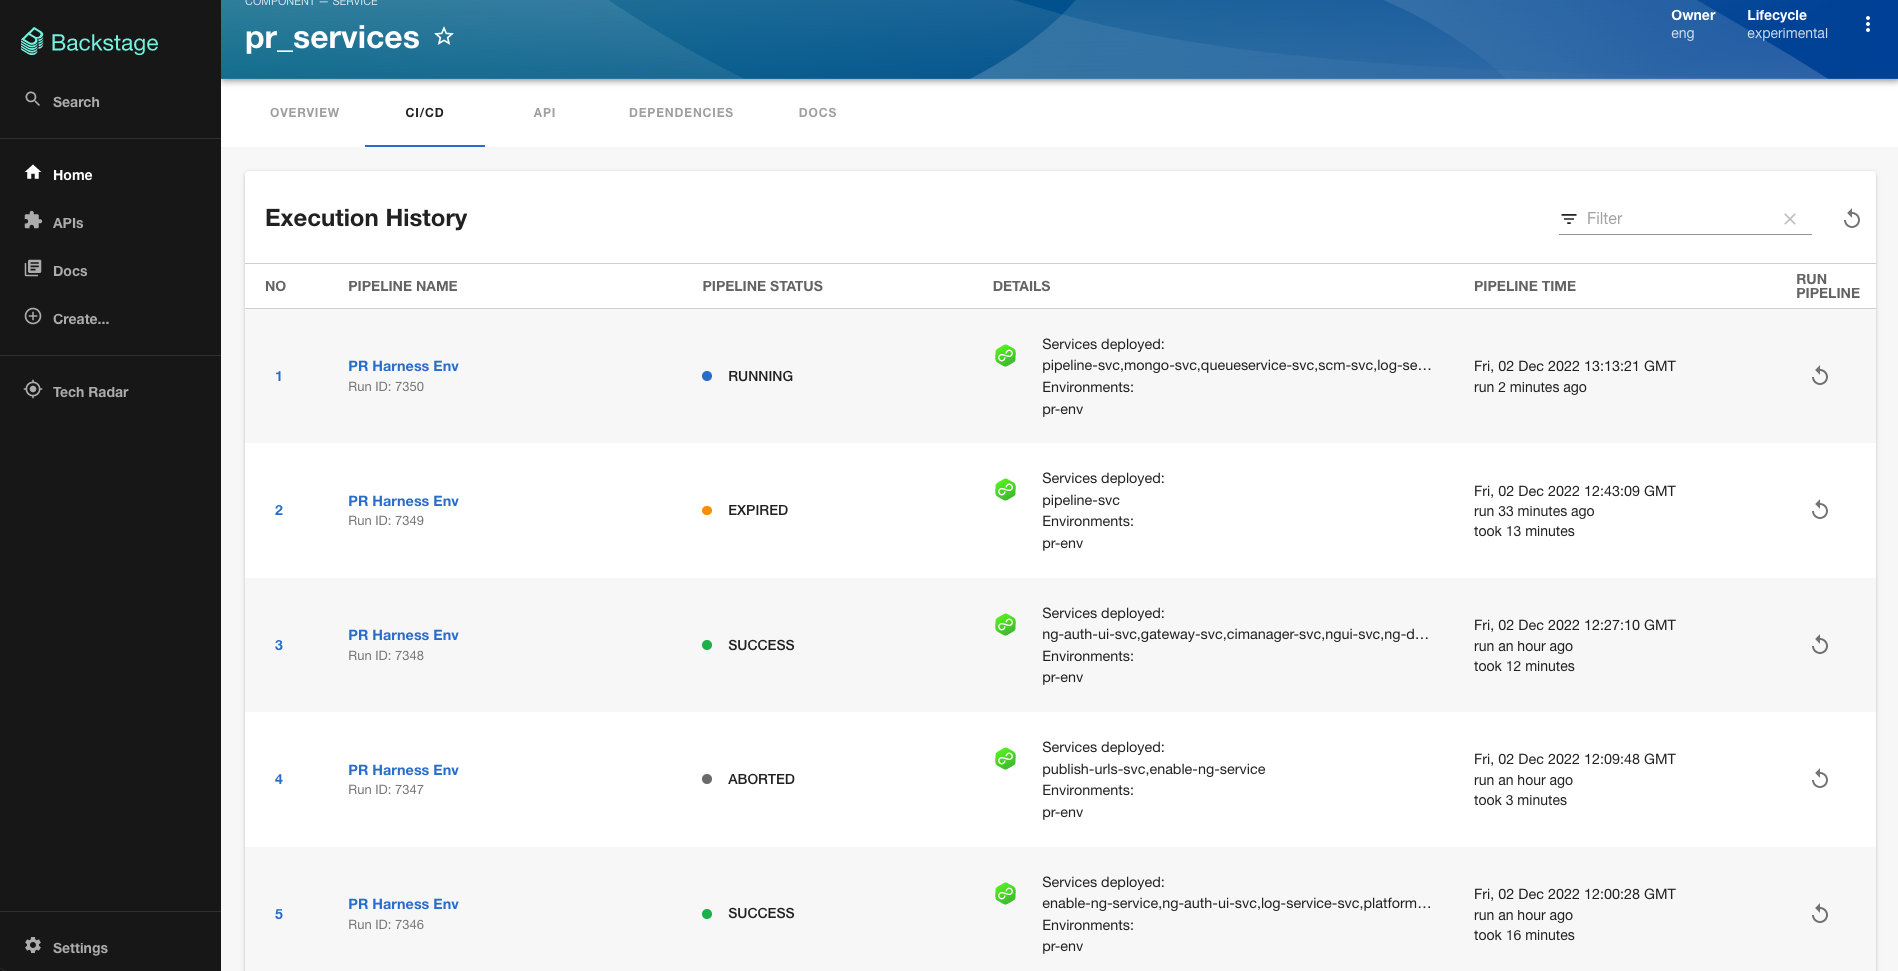 Backstage
Search
Home
APIs
Docs
Create...
Tech Radar
Settings
COMPONENT — SERVICE
pr_services
Owner
eng
Lifecycle
experimental
OVERVIEW
CI/CD
API
DEPENDENCIES
DOCS
Execution History
Filter
NO
PIPELINE NAME
PIPELINE STATUS
DETAILS
PIPELINE TIME
RUN
PIPELINE
1
PR Harness Env
Run ID: 7350
RUNNING
Services deployed:
pipeline-svc,mongo-svc,queueservice-svc,scm-svc,log-se...
Environments:
pr-env
Fri, 02 Dec 2022 13:13:21 GMT
run 2 minutes ago
2
PR Harness Env
Run ID: 7349
EXPIRED
Services deployed:
pipeline-svc
Environments:
pr-env
Fri, 02 Dec 2022 12:43:09 GMT
run 33 minutes ago
took 13 minutes
3
PR Harness Env
Run ID: 7348
SUCCESS
Services deployed:
ng-auth-ui-svc,gateway-svc,cimanager-svc,ngui-svc,ng-d...
Environments:
pr-env
Fri, 02 Dec 2022 12:27:10 GMT
run an hour ago
took 12 minutes
4
PR Harness Env
Run ID: 7347
ABORTED
Services deployed:
publish-urls-svc,enable-ng-service
Environments:
pr-env
Fri, 02 Dec 2022 12:09:48 GMT
run an hour ago
took 3 minutes
5
PR Harness Env
Run ID: 7346
SUCCESS
Services deployed:
enable-ng-service,ng-auth-ui-svc,log-service-svc,platform...
Environments:
pr-env
Fri, 02 Dec 2022 12:00:28 GMT
run an hour ago
took 16 minutes